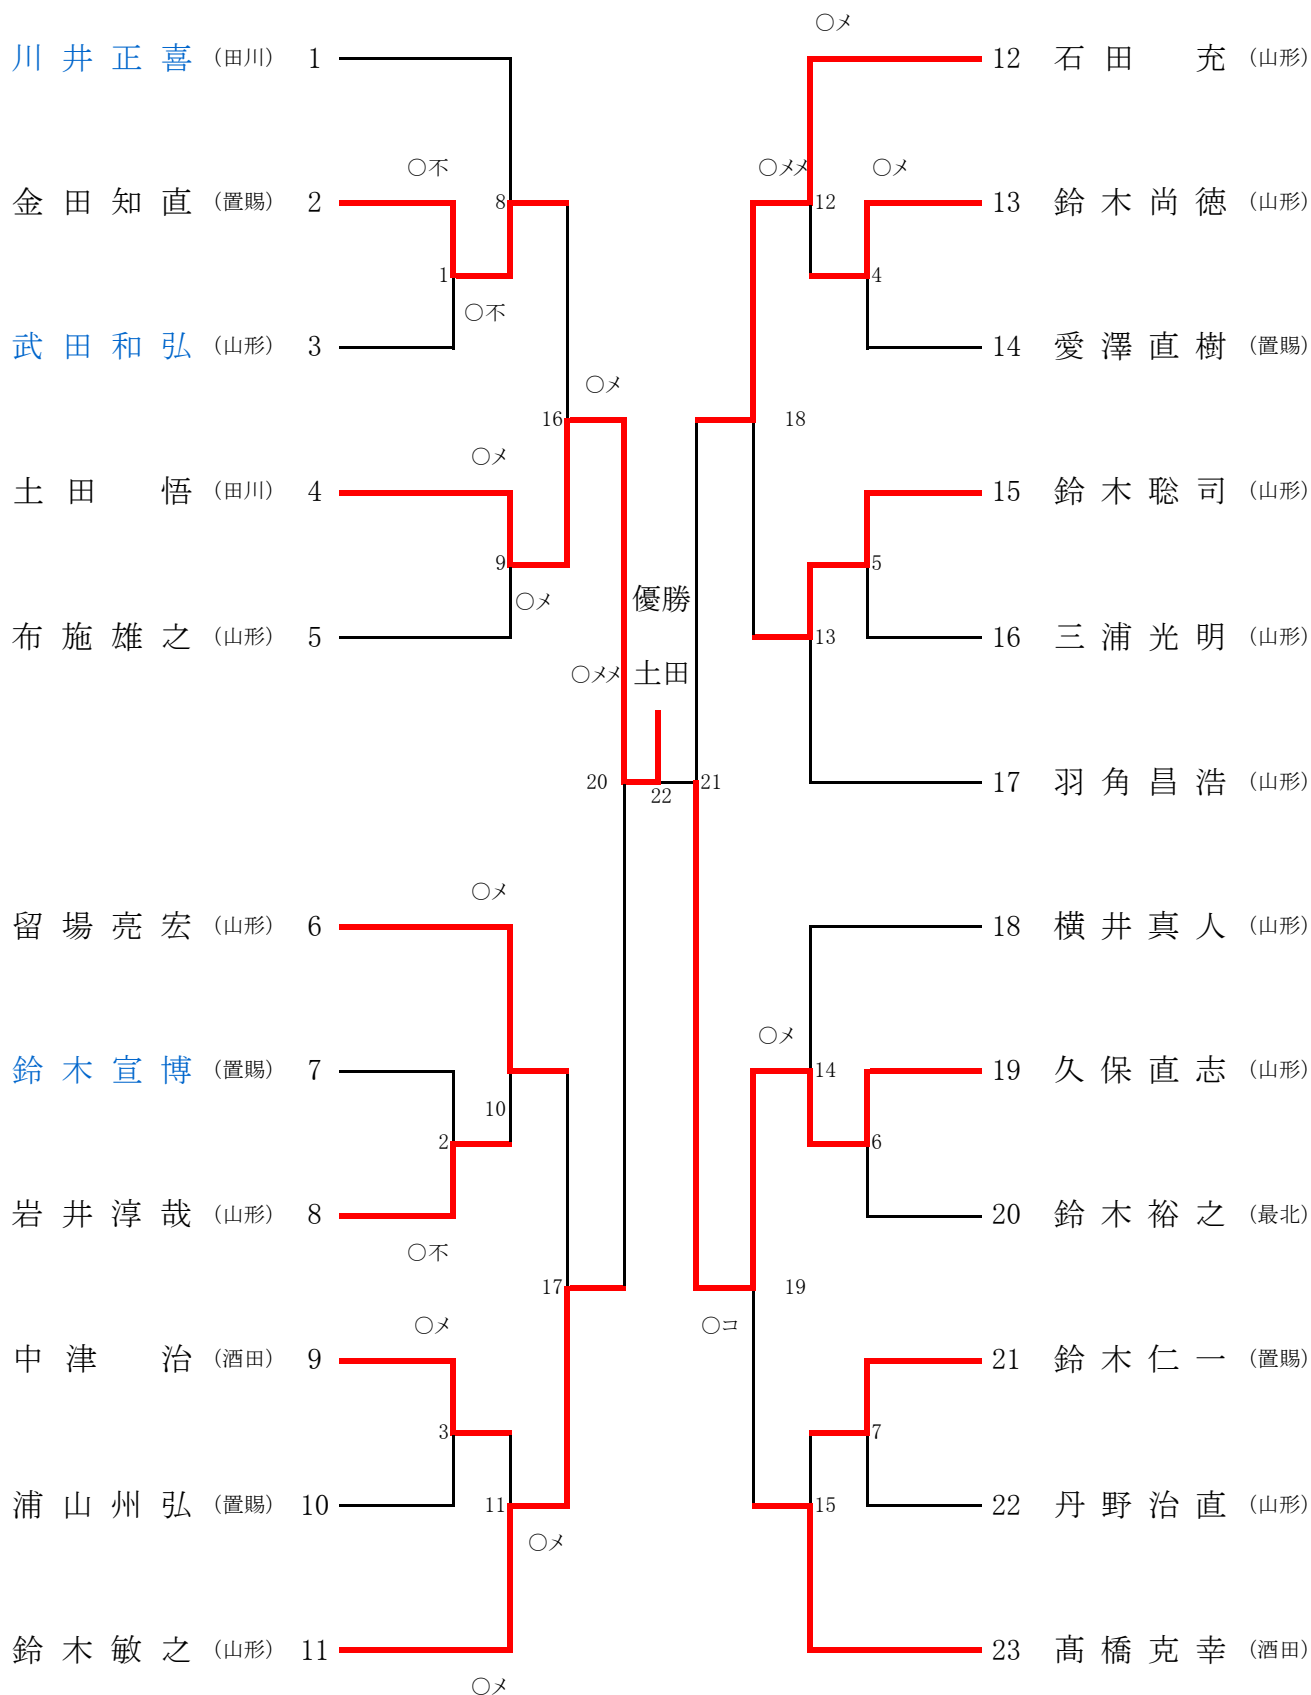 ○メ
川井正喜 (田川) 1
12 石田 充 (山形)
○不
○メメ
○メ
金田知直 (置賜) 2
8
12
13 鈴木尚徳 (山形)
1
4
○不
武田和弘 (山形) 3
14 愛澤直樹 (置賜)
○メ
16
18
○メ
土田 悟 (田川) 4
15 鈴木聡司 (山形)
9
5
○メ
優勝
布施雄之 (山形) 5
13
16 三浦光明 (山形)
○メメ
土田
20
22
21
17 羽角昌浩 (山形)
○メ
留場亮宏 (山形) 6
18 横井真人 (山形)
○メ
鈴木宣博 (置賜) 7
14
19 久保直志 (山形)
10
2
6
岩井淳哉 (山形) 8
20 鈴木裕之 (最北)
○不
17
19
○メ
○コ
中津 治 (酒田) 9
21 鈴木仁一 (置賜)
3
7
浦山州弘 (置賜) 10
11
15
22 丹野治直 (山形)
○メ
鈴木敏之 (山形) 11
23 髙橋克幸 (酒田)
○メ